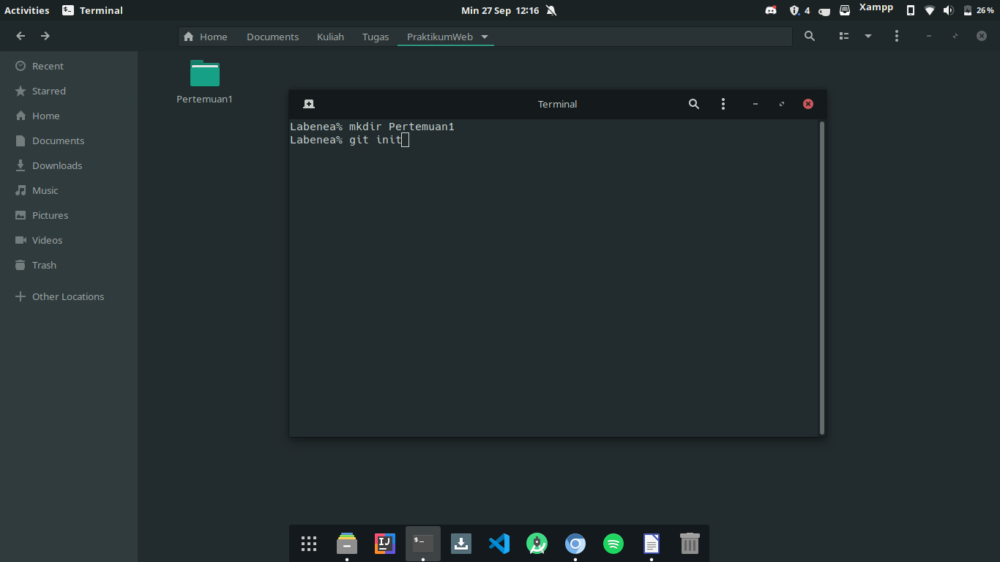 Activities Terminal Min 27 Sep 12:16 4 Xampp 26 %
Home Documents Kuliah Tugas PraktikumWeb
Recent
Starred
Home
Documents
Downloads
Music
Pictures
Videos
Trash
Other Locations
Pertemuan1
Terminal
Labenea% mkdir Pertemuan1
Labenea% git init